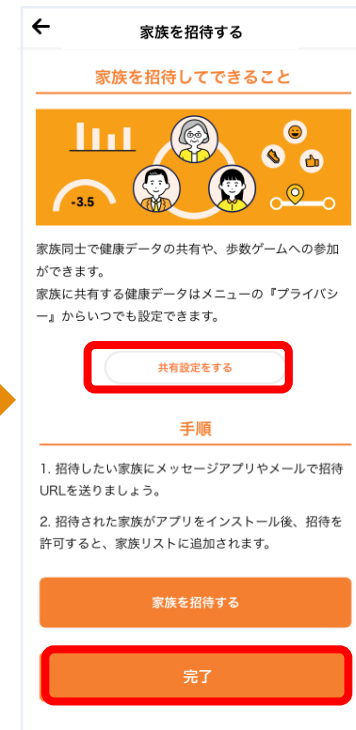 家族を招待する
家族を招待してできること
-3.5
家族同士で健康データの共有や、歩数ゲームへの参加
ができます。
家族に共有する健康データはメニューの『プライバシ
ー』からいつでも設定できます。
共有設定をする
手順
1. 招待したい家族にメッセージアプリやメールで招待
URLを送りましょう。
2. 招待された家族がアプリをインストール後、招待を
許可すると、家族リストに追加されます。
家族を招待する
完了